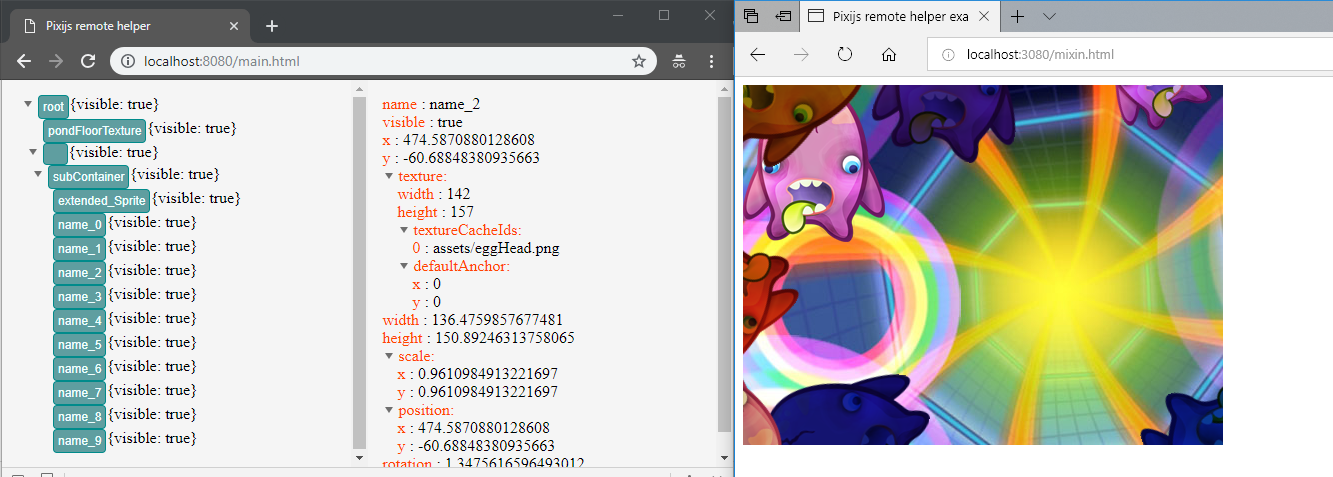 Pixijs remote helper
localhost:8080/main.html
root {visible: true}
pondFloorTexture {visible: true}
{visible: true}
subContainer {visible: true}
extended_Sprite {visible: true}
name_0 {visible: true}
name_1 {visible: true}
name_2 {visible: true}
name_3 {visible: true}
name_4 {visible: true}
name_5 {visible: true}
name_6 {visible: true}
name_7 {visible: true}
name_8 {visible: true}
name_9 {visible: true}
name : name_2
visible : true
x : 474.5870880128608
y : -60.68848380935663
texture:
width : 142
height : 157
textureCacheIds:
0 : assets/eggHead.png
defaultAnchor:
x : 0
y : 0
width : 136.4759857677481
height : 150.89246313758065
scale:
x : 0.9610984913221697
y : 0.9610984913221697
position:
x : 474.5870880128608
y : -60.68848380935663
rotation : 1.3475616596493012
Pixijs remote helper exa
localhost:3080/mixin.html